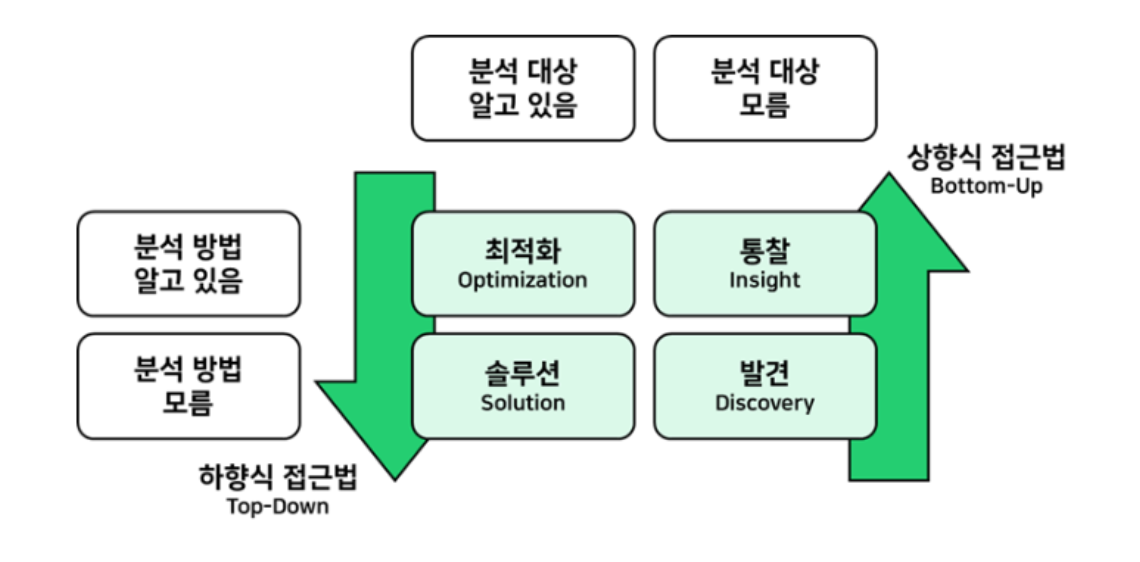 분석 대상
알고 있음
분석 대상
모름
상향식 접근법
Bottom-Up
분석 방법
알고 있음
최적화
Optimization
통찰
Insight
분석 방법
모름
솔루션
Solution
발견
Discovery
하향식 접근법
Top-Down